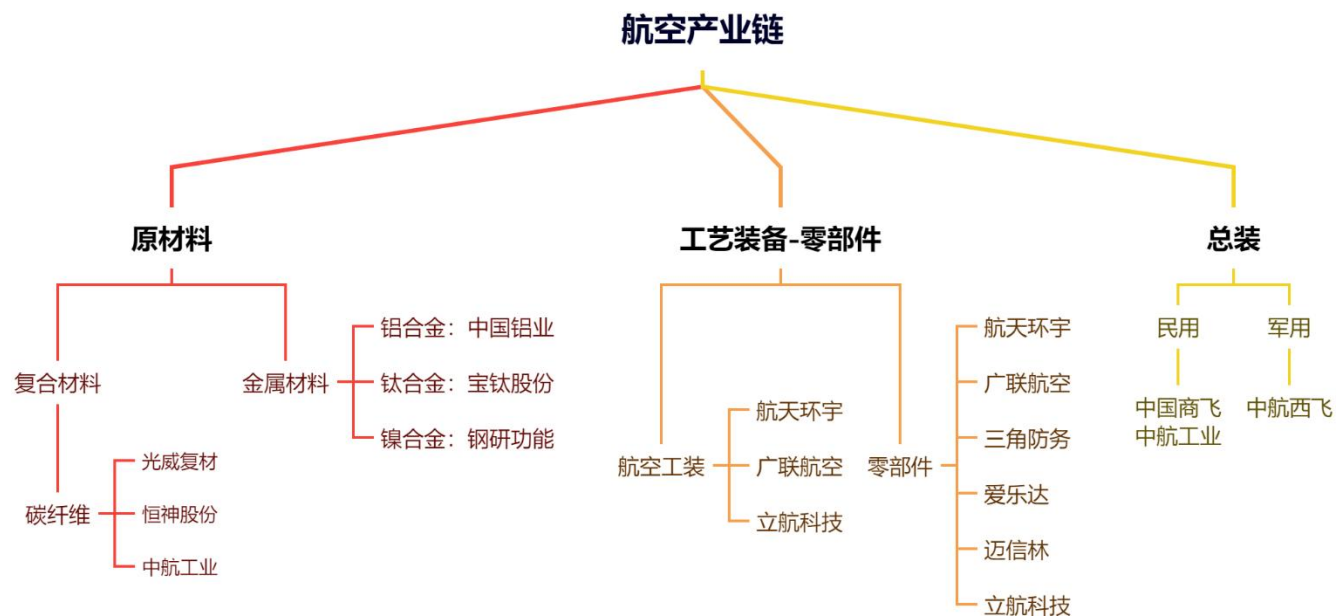 航空产业链
原材料
工艺装备-零部件
总装
复合材料
碳纤维
光威复材
恒神股份
中航工业
金属材料
铝合金：中国铝业
钛合金：宝钛股份
镍合金：钢研功能
航空工装
航天环宇
广联航空
立航科技
零部件
航天环宇
广联航空
三角防务
爱乐达
迈信林
立航科技
民用
中国商飞
中航工业
军用
中航西飞